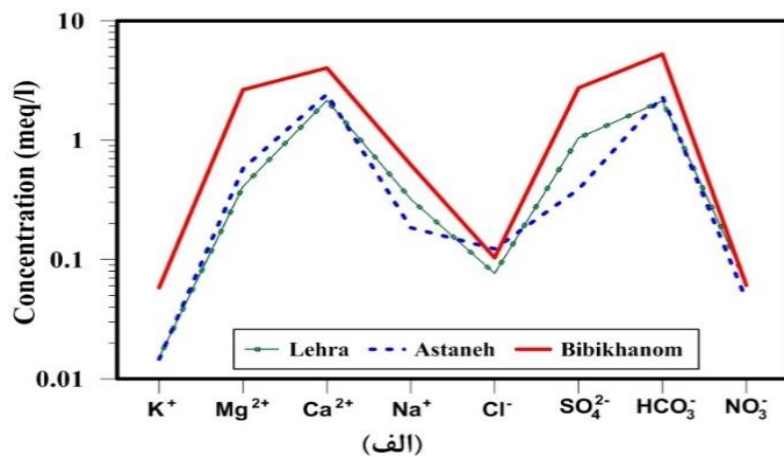 Concentration (meq/l)
10
1
0.1
0.01
Lehra
Astaneh
Bibikhanom
K⁺ Mg²⁺ Ca²⁺ Na⁺ Cl⁻ SO₄²⁻ HCO₃⁻ NO₃⁻
(الف)